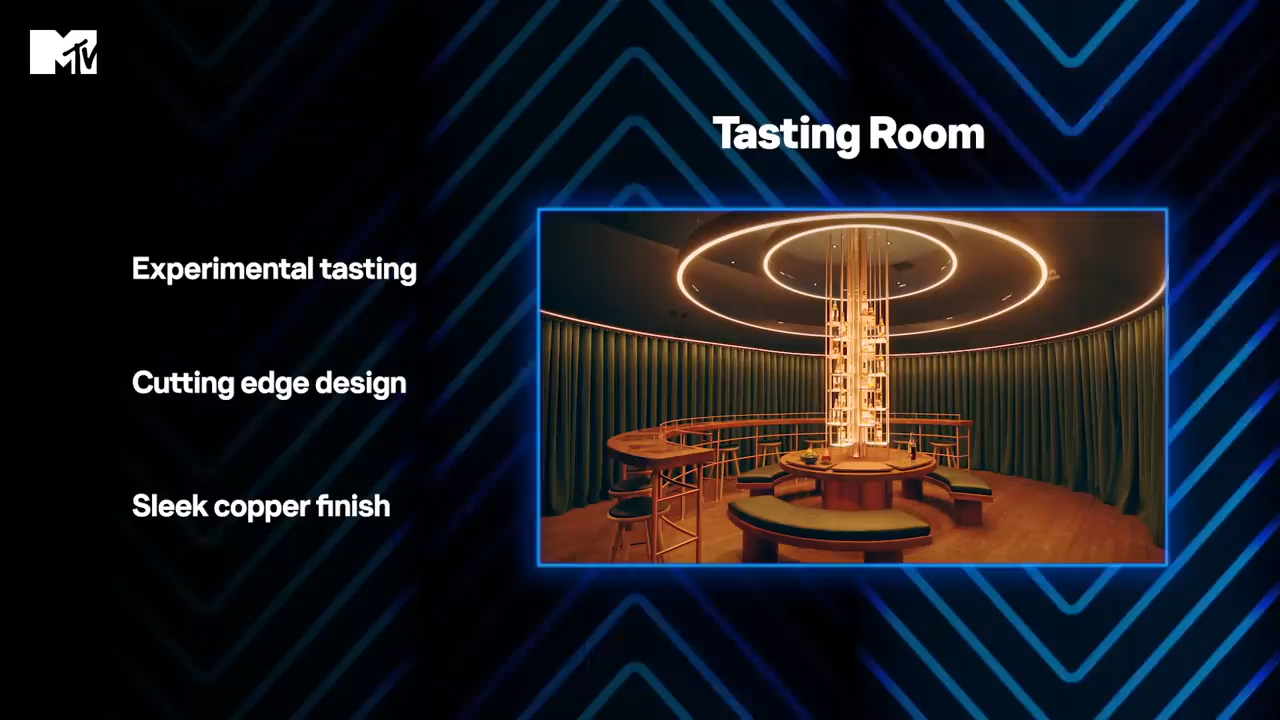 MTV
Tasting Room
Experimental tasting
Cutting edge design
Sleek copper finish